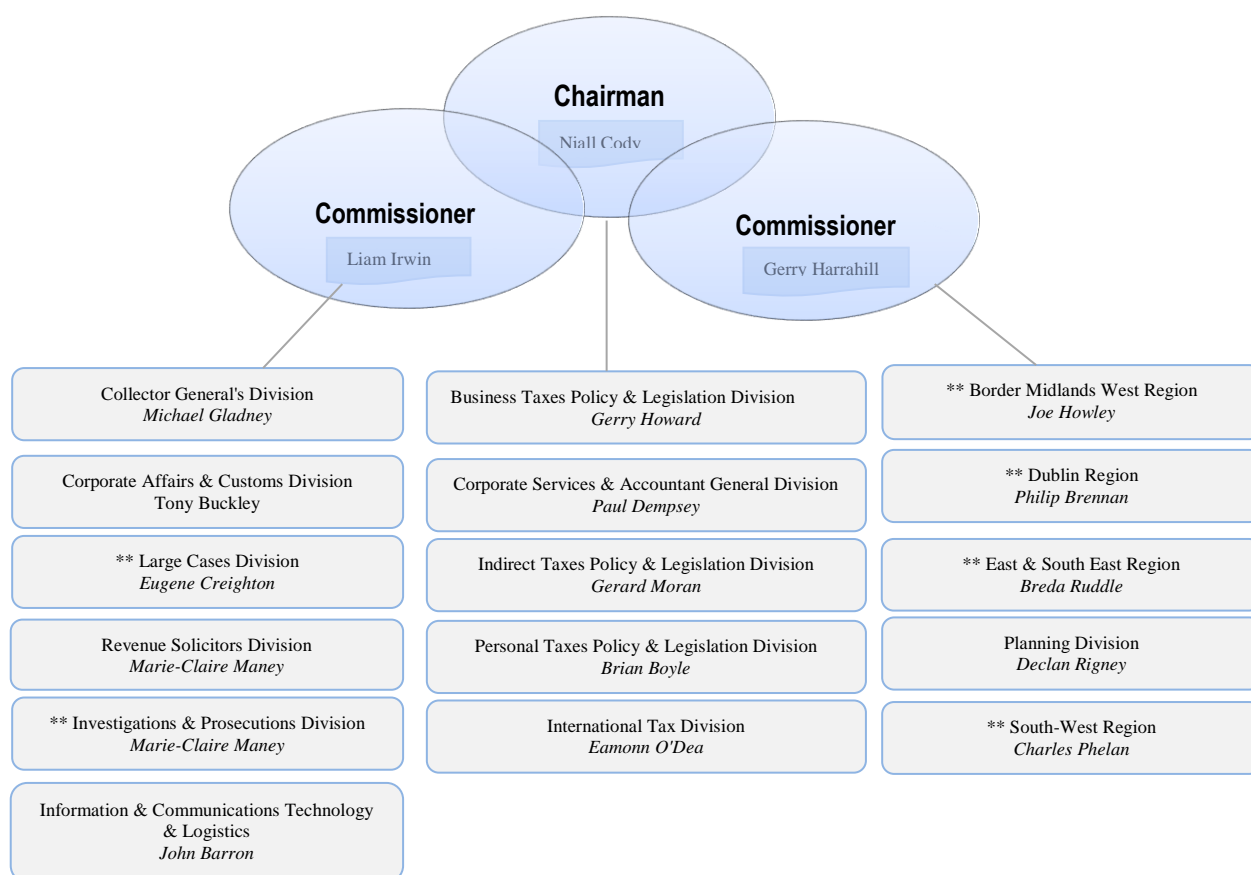 Chairman
Niall Cody
Commissioner
Liam Irwin
Commissioner
Gerry Harrahill
Collector General's Division
Michael Gladney
Corporate Affairs & Customs Division
Tony Buckley
** Large Cases Division
Eugene Creighton
Revenue Solicitors Division
Marie-Claire Maney
** Investigations & Prosecutions Division
Marie-Claire Maney
Information & Communications Technology
& Logistics
John Barron
Business Taxes Policy & Legislation Division
Gerry Howard
Corporate Services & Accountant General Division
Paul Dempsey
Indirect Taxes Policy & Legislation Division
Gerard Moran
Personal Taxes Policy & Legislation Division
Brian Boyle
International Tax Division
Eamonn O'Dea
** Border Midlands West Region
Joe Howley
** Dublin Region
Philip Brennan
** East & South East Region
Breda Ruddle
Planning Division
Declan Rigney
** South-West Region
Charles Phelan